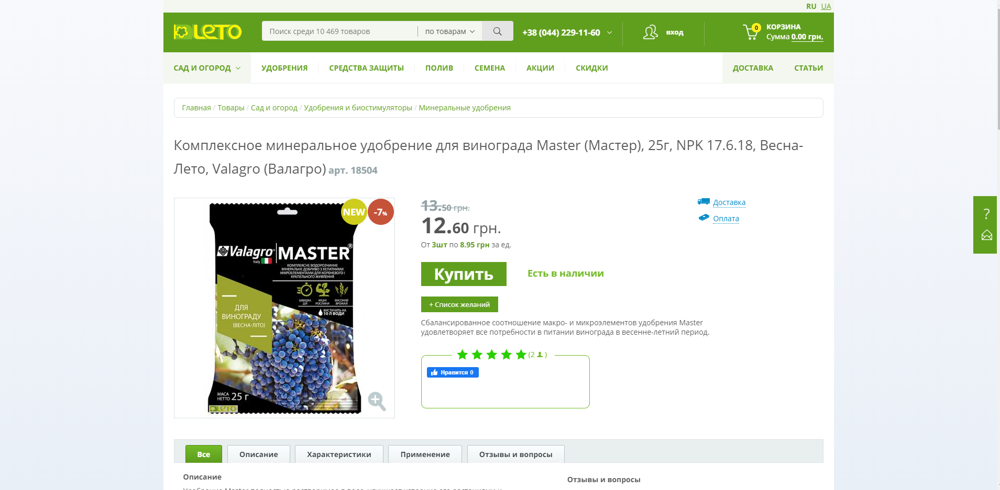 RU UA
LETO
Поиск среди 10 469 товаров
по товарам
+38 (044) 229-11-60
вход
0
КОРЗИНА
Сумма 0.00 грн.
САД И ОГОРОД
УДОБРЕНИЯ
СРЕДСТВА ЗАЩИТЫ
ПОЛИВ
СЕМЕНА
АКЦИИ
СКИДКИ
ДОСТАВКА
СТАТЬИ
Главная / Товары / Сад и огород / Удобрения и биостимуляторы / Минеральные удобрения
Комплексное минеральное удобрение для винограда Master (Мастер), 25г, NPK 17.6.18, Весна-
Лето, Valagro (Валагро) арт. 18504
NEW
-7%
Valagro® MASTER®
Italy
КОМПЛЕКСНЕ ВОДОРОЗЧИННЕ
МІНЕРАЛЬНЕ ДОБРИВО З ХЕЛАТНИМИ
МІКРОЕЛЕМЕНТАМИ ДЛЯ КОРЕНЕВОГО І
КРАПЕЛЬНОГО ЖИВЛЕННЯ
ШВИДКА ДІЯ
МІЦНІ РОСЛИНИ
ВИСОКИЙ ВРОЖАЙ
ВИСТАЧИТЬ НА
10 Л ВОДИ
ДЛЯ
ВИНОГРАДУ
(ВЕСНА-ЛІТО)
МАСА
НЕТТО 25 г
LETO
13.50 грн.
12.60 грн.
От 3шт по 8.95 грн за ед.
Купить
Есть в наличии
+ Список желаний
Сбалансированное соотношение макро- и микроэлементов удобрения Master
удовлетворяет все потребности в питании винограда в весенне-летний период.
(2 )
Нравится 0
Доставка
Оплата
?
Все
Описание
Характеристики
Применение
Отзывы и вопросы
Описание
Отзывы и вопросы